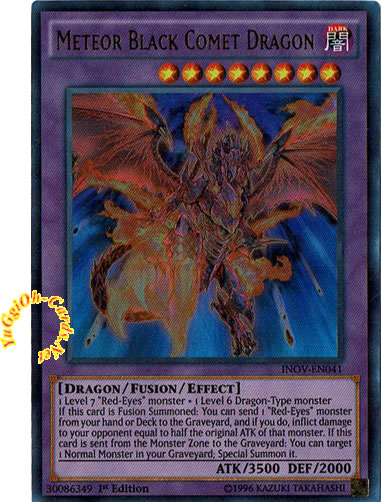 METEOR BLACK COMET DRAGON
DARK
闇
YuGgiOh-Cards.Net
INOV-EN041
[DRAGON/FUSION/EFFECT]
1 Level 7 "Red-Eyes" monster + 1 Level 6 Dragon-Type monster
If this card is Fusion Summoned: You can send 1 "Red-Eyes" monster
from your hand or Deck to the Graveyard, and if you do, inflict damage
to your opponent equal to half the original ATK of that monster. If this
card is sent from the Monster Zone to the Graveyard: You can target
1 Normal Monster in your Graveyard; Special Summon it.
ATK/3500 DEF/2000
30086349 1st Edition ©1996 KAZUKI TAKAHASHI